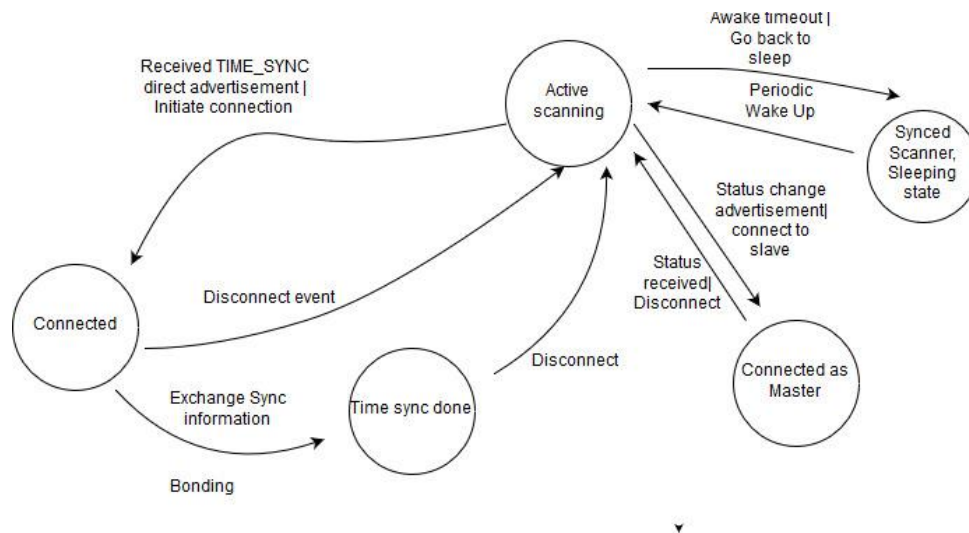 Awake timeout |
Go back to
sleep
Received TIME_SYNC
direct advertisement |
Initiate connection
Active
scanning
Periodic
Wake Up
Synced
Scanner,
Sleeping
state
Status change
advertisement|
connect to
slave
Status
received|
Disconnect
Disconnect event
Connected
Disconnect
Connected as
Master
Exchange Sync
information
Time sync done
Bonding